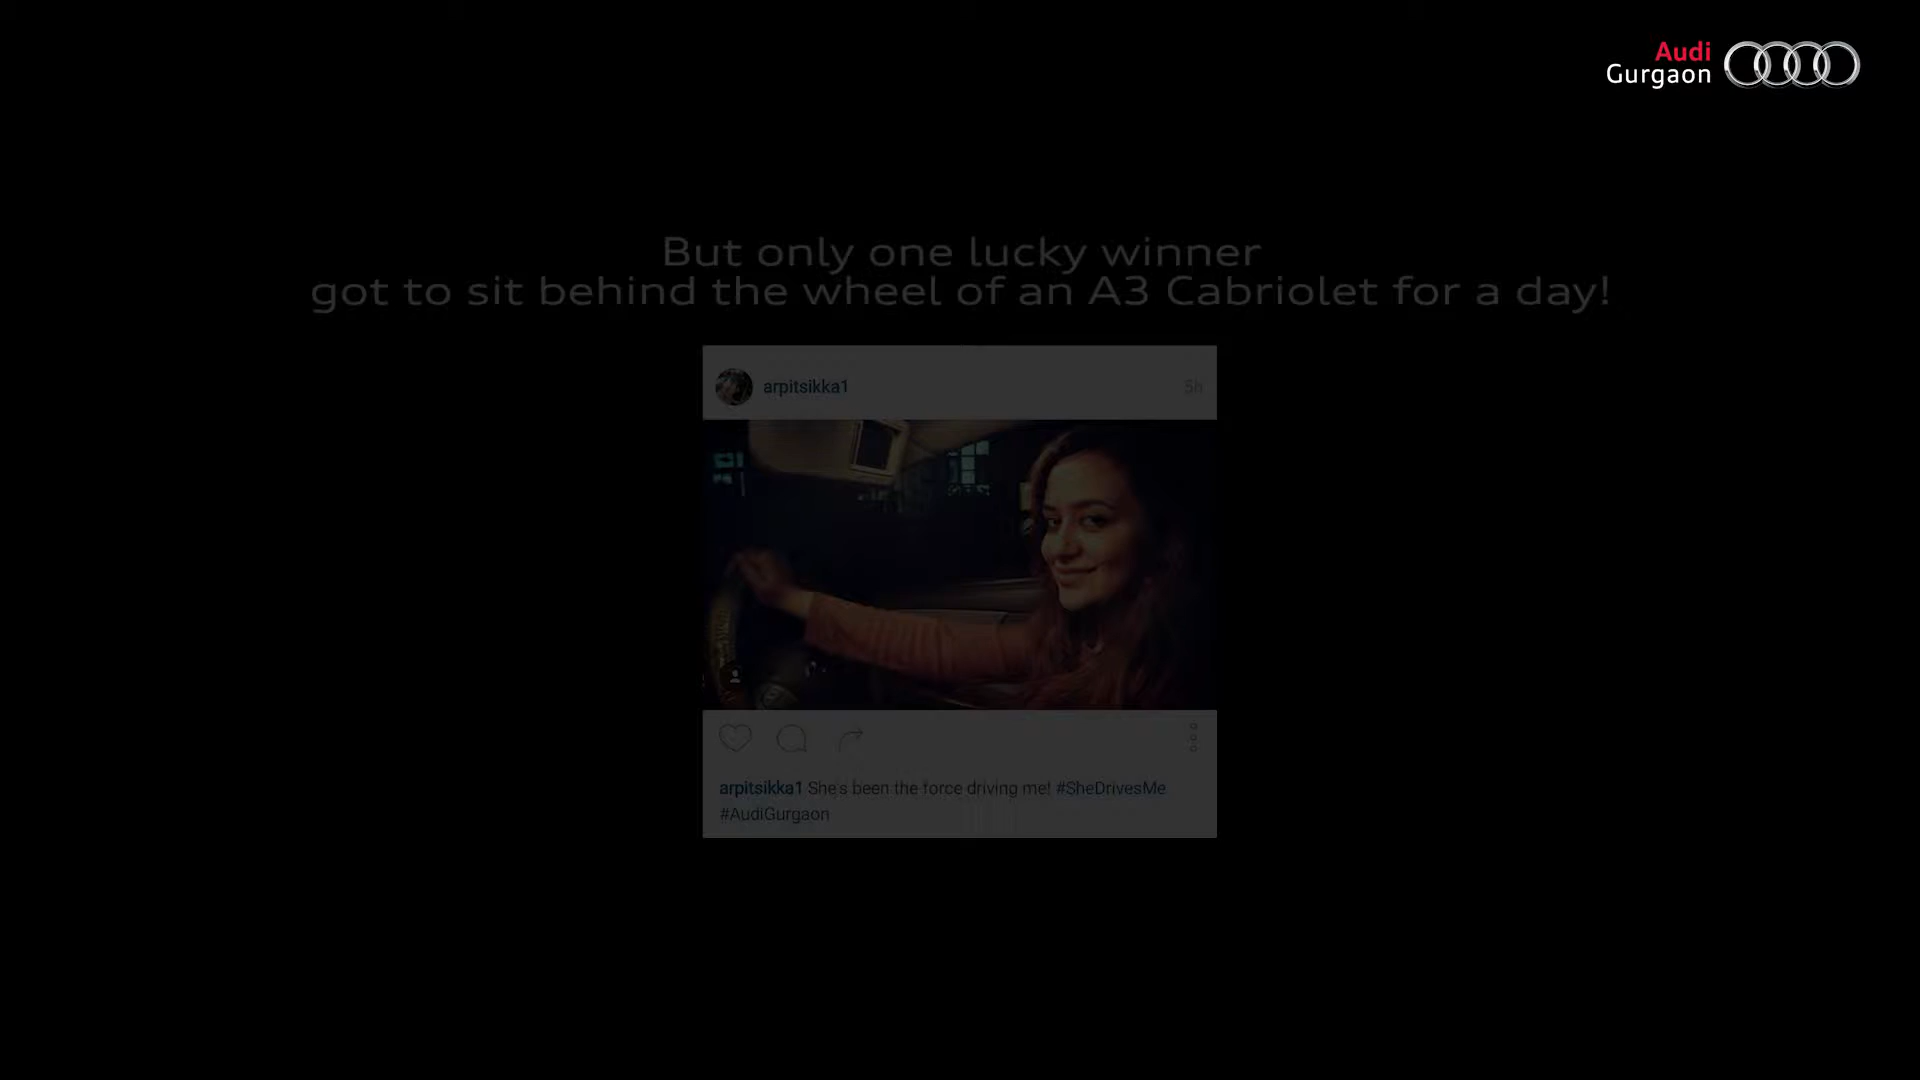 Audi
Gurgaon
But only one lucky winner
got to sit behind the wheel of an A3 Cabriolet for a day!
arpitsikka1
5h
arpitsikka1 She's been the force driving me! #SheDrivesMe
#AudiGurgaon